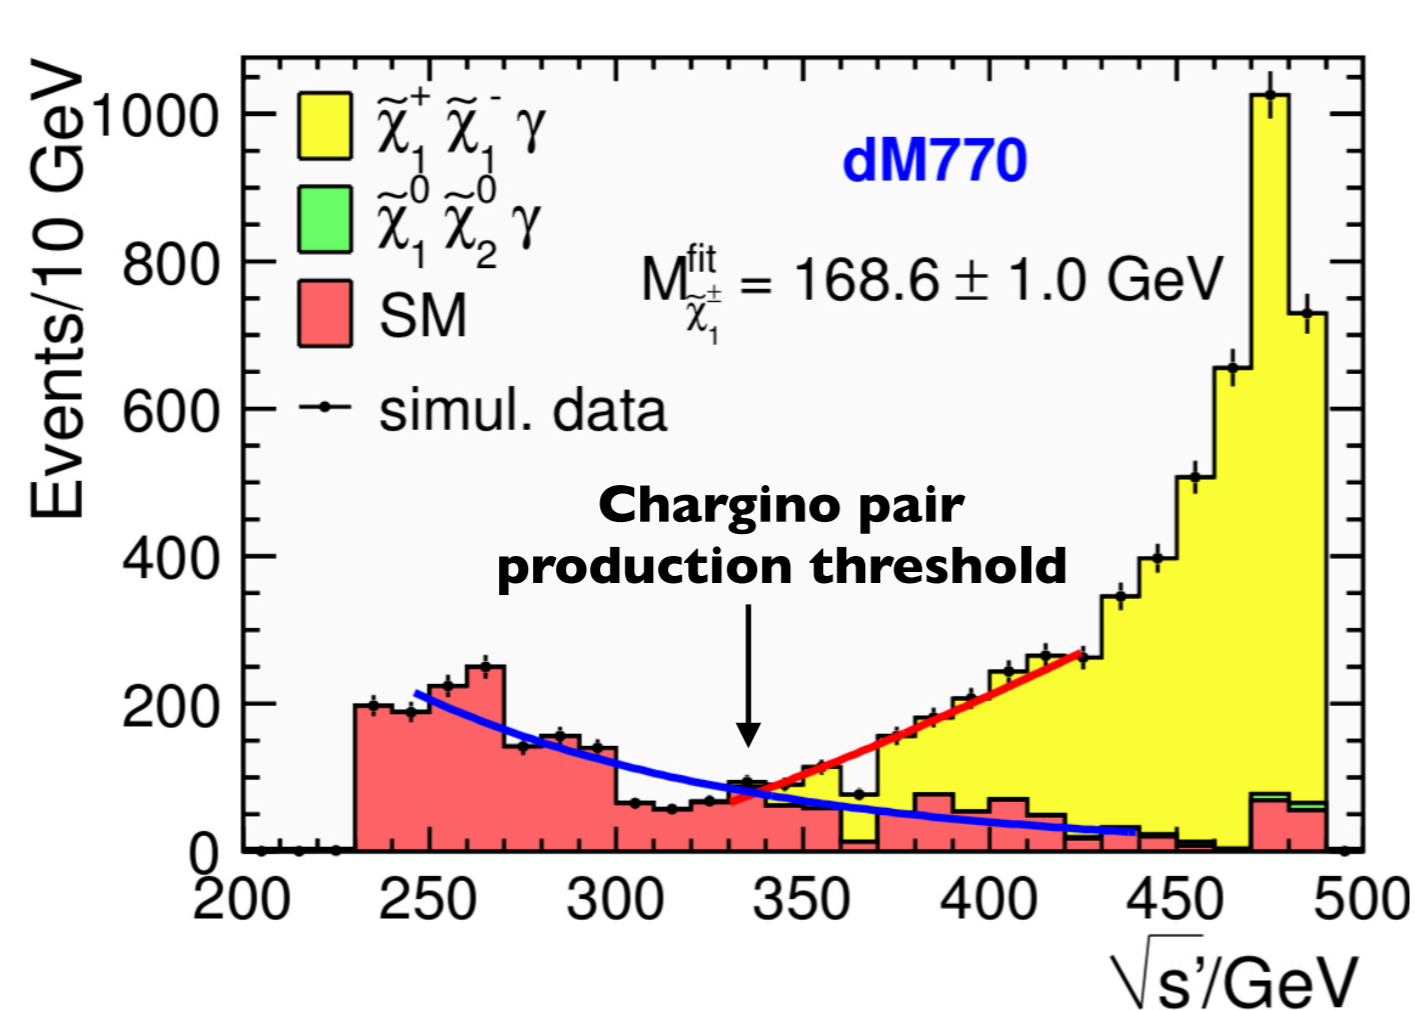 Events/10 GeV
1000
800
600
400
200
0
χ̃₁⁺ χ̃₁⁻ γ
χ̃₁⁰ χ̃₂⁰ γ
SM
simul. data
dM770
M^fit_χ̃₁^± = 168.6 ± 1.0 GeV
Chargino pair
production threshold
200 250 300 350 400 450 500
√s'/GeV